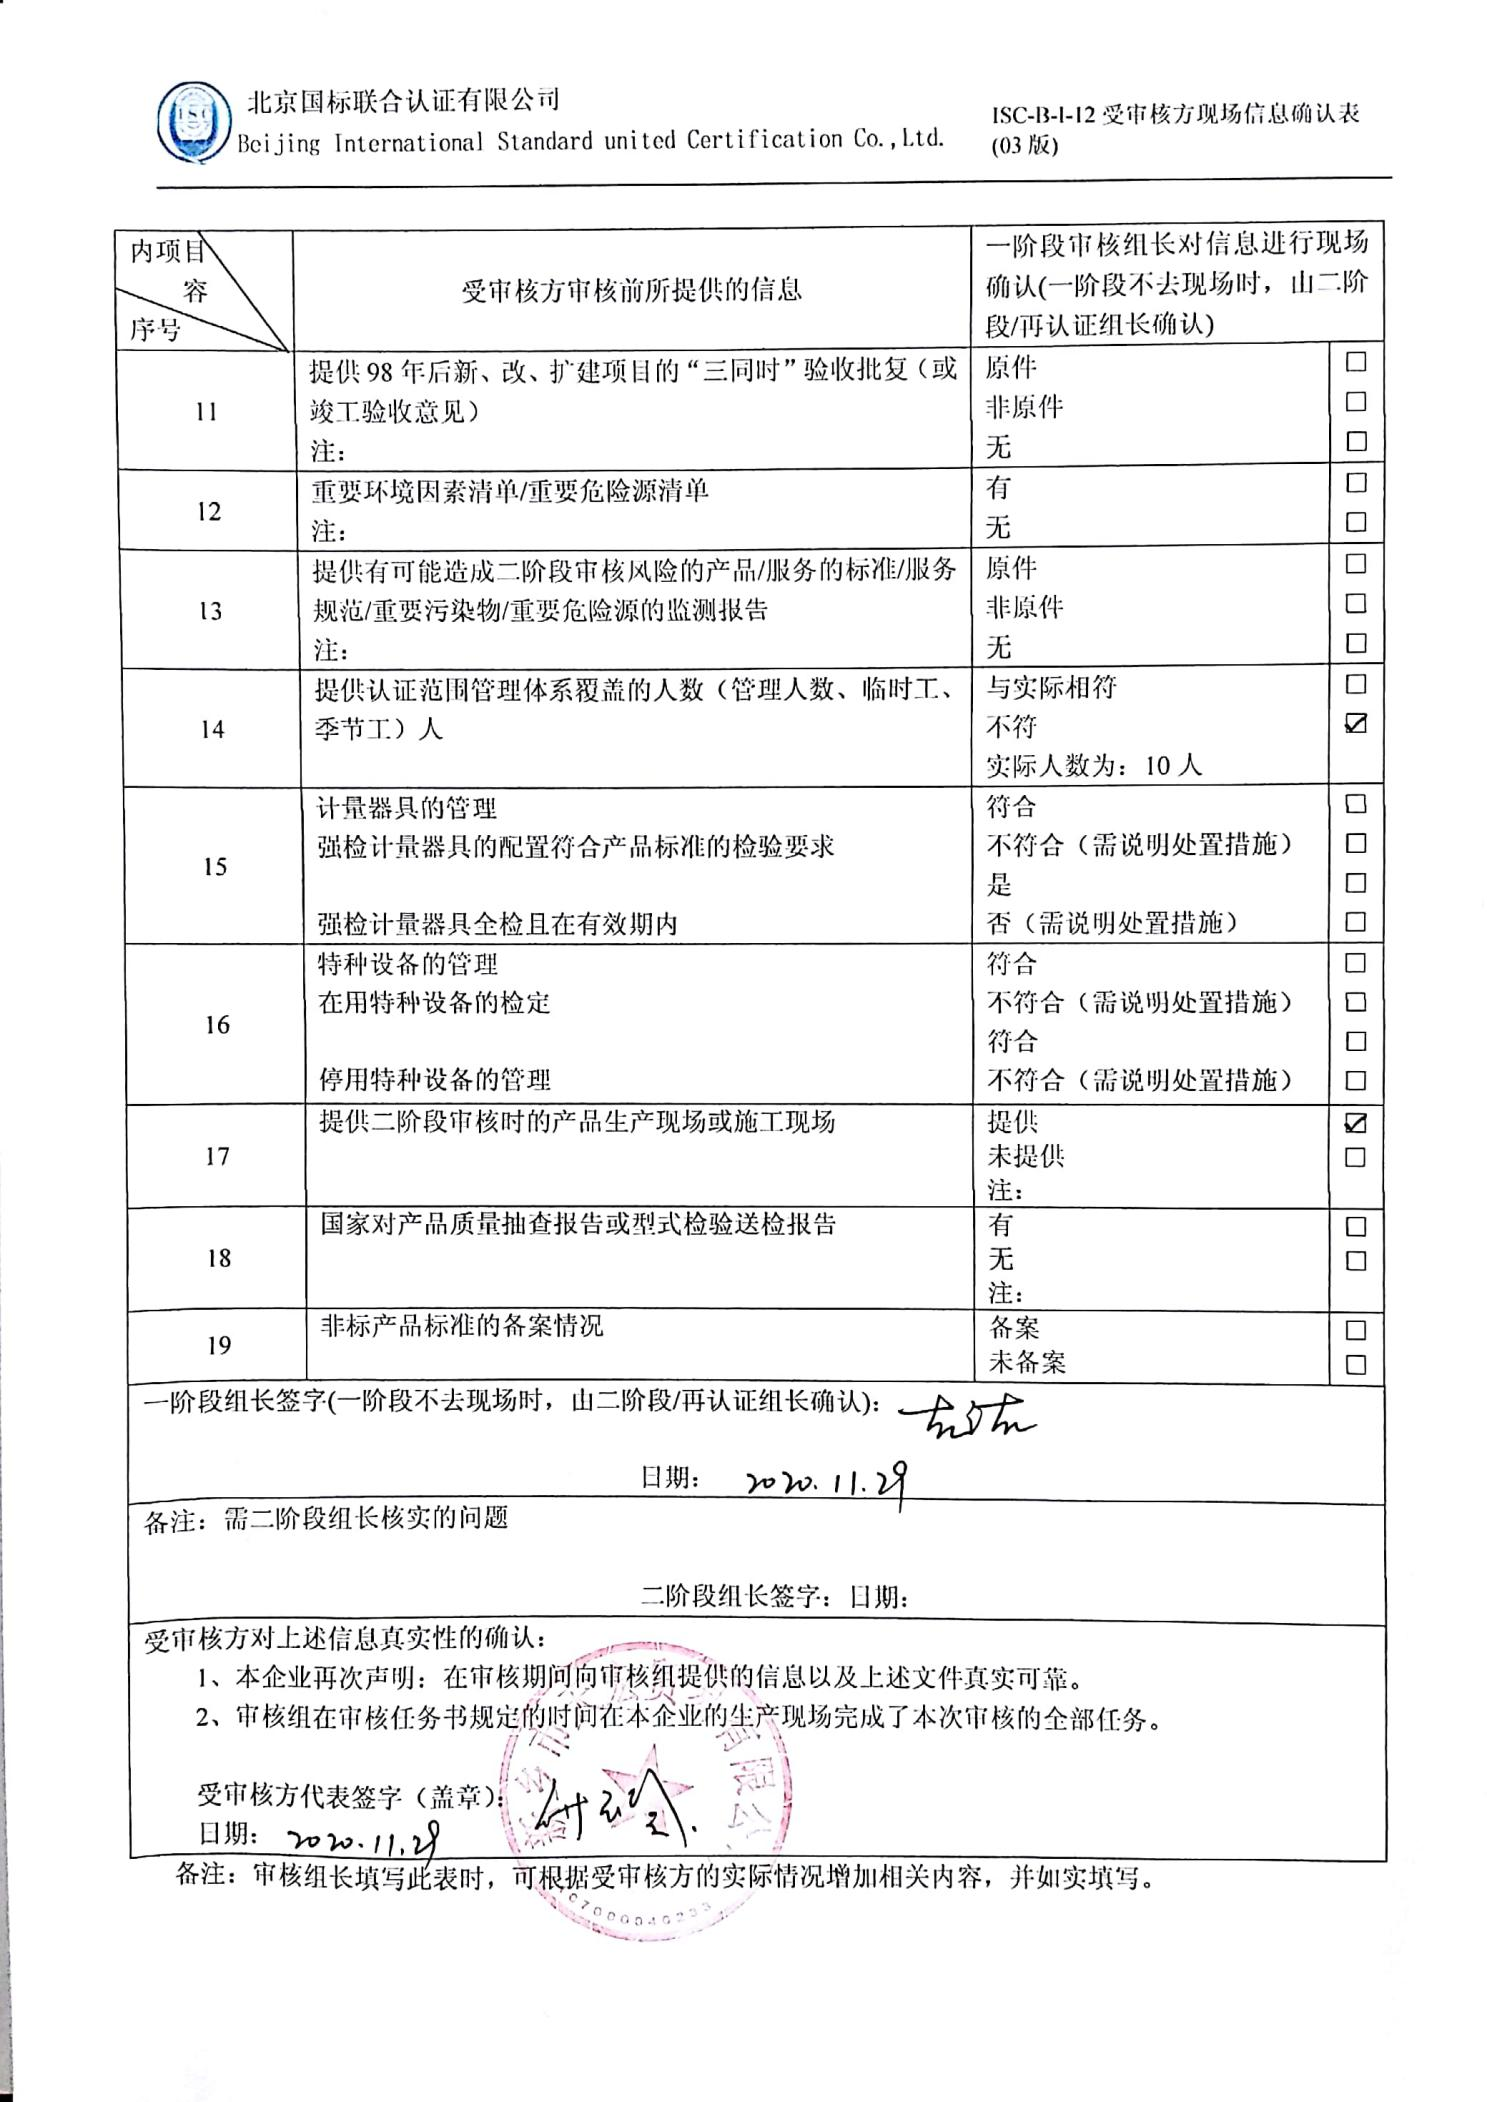 北京国标联合认证有限公司
Beijing International Standard united Certification Co.,Ltd.
ISC-B-I-12 受审核方现场信息确认表
(03 版)
内项目
容
序号
受审核方审核前所提供的信息
一阶段审核组长对信息进行现场
确认(一阶段不去现场时，由二阶
段/再认证组长确认)
11
提供 98 年后新、改、扩建项目的“三同时”验收批复（或
竣工验收意见）
注：
原件 □
非原件 □
无 □
12
重要环境因素清单/重要危险源清单
注：
有 □
无 □
13
提供有可能造成二阶段审核风险的产品/服务的标准/服务
规范/重要污染物/重要危险源的监测报告
注：
原件 □
非原件 □
无 □
14
提供认证范围管理体系覆盖的人数（管理人数、临时工、
季节工）人
与实际相符 □
不符 ☑
实际人数为：10 人
15
计量器具的管理
强检计量器具的配置符合产品标准的检验要求
强检计量器具全检且在有效期内
符合 □
不符合（需说明处置措施） □
是 □
否（需说明处置措施） □
16
特种设备的管理
在用特种设备的检定
停用特种设备的管理
符合 □
不符合（需说明处置措施） □
符合 □
不符合（需说明处置措施） □
17
提供二阶段审核时的产品生产现场或施工现场
提供 ☑
未提供 □
注：
18
国家对产品质量抽查报告或型式检验送检报告
有 □
无 □
注：
19
非标产品标准的备案情况
备案 □
未备案 □
一阶段组长签字(一阶段不去现场时，由二阶段/再认证组长确认)：
日期： 2020.11.29
备注：需二阶段组长核实的问题
二阶段组长签字：日期：
受审核方对上述信息真实性的确认：
1、本企业再次声明：在审核期间向审核组提供的信息以及上述文件真实可靠。
2、审核组在审核任务书规定的时间在本企业的生产现场完成了本次审核的全部任务。
受审核方代表签字（盖章）：
日期： 2020.11.29
备注：审核组长填写此表时，可根据受审核方的实际情况增加相关内容，并如实填写。